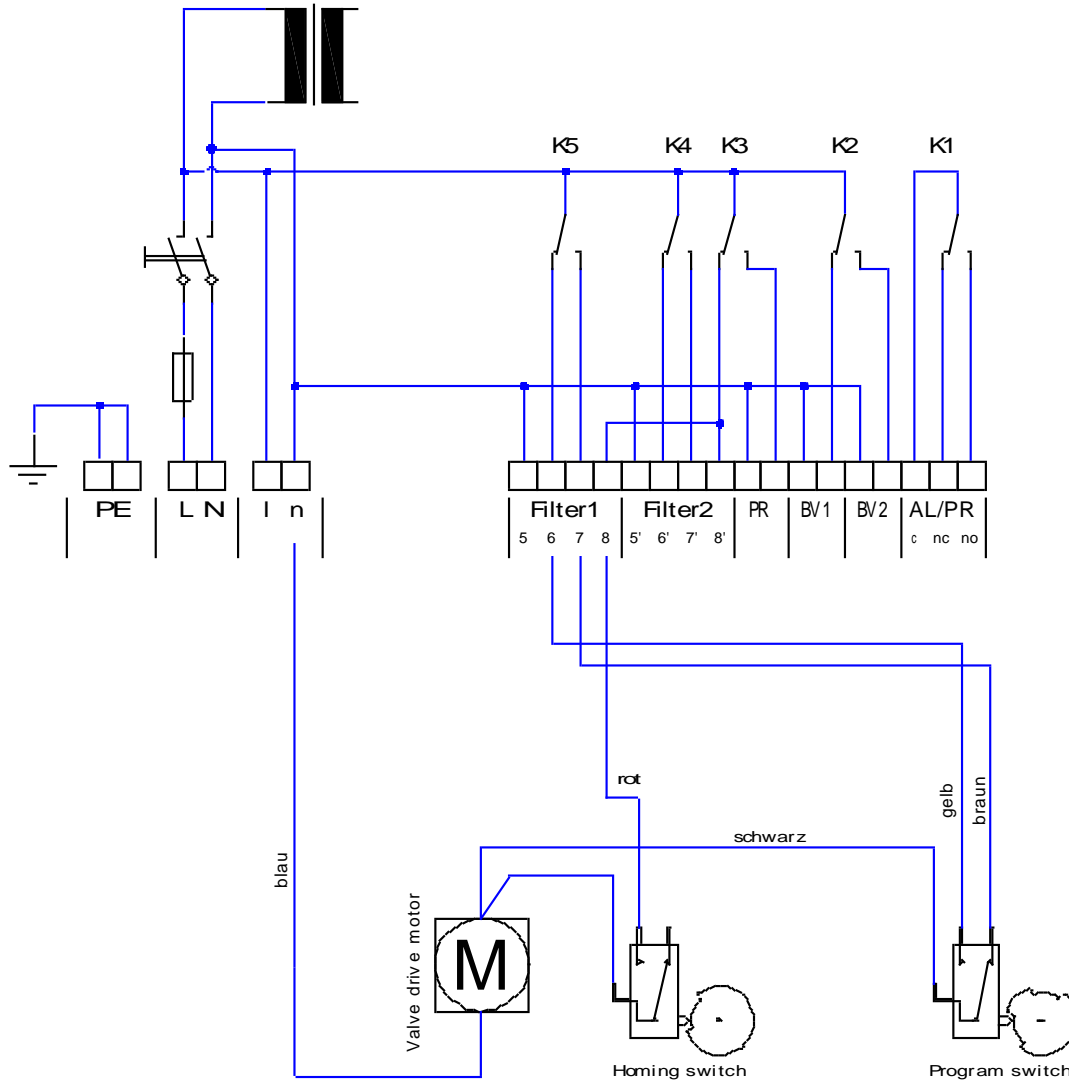 K5 K4 K3 K2 K1
PE L N l n Filter1 Filter2 PR BV1 BV2 AL/PR
5 6 7 8 5' 6' 7' 8' c nc no
rot
gelb
braun
schwarz
blau
Valve drive motor
M
Homing switch
Program switch